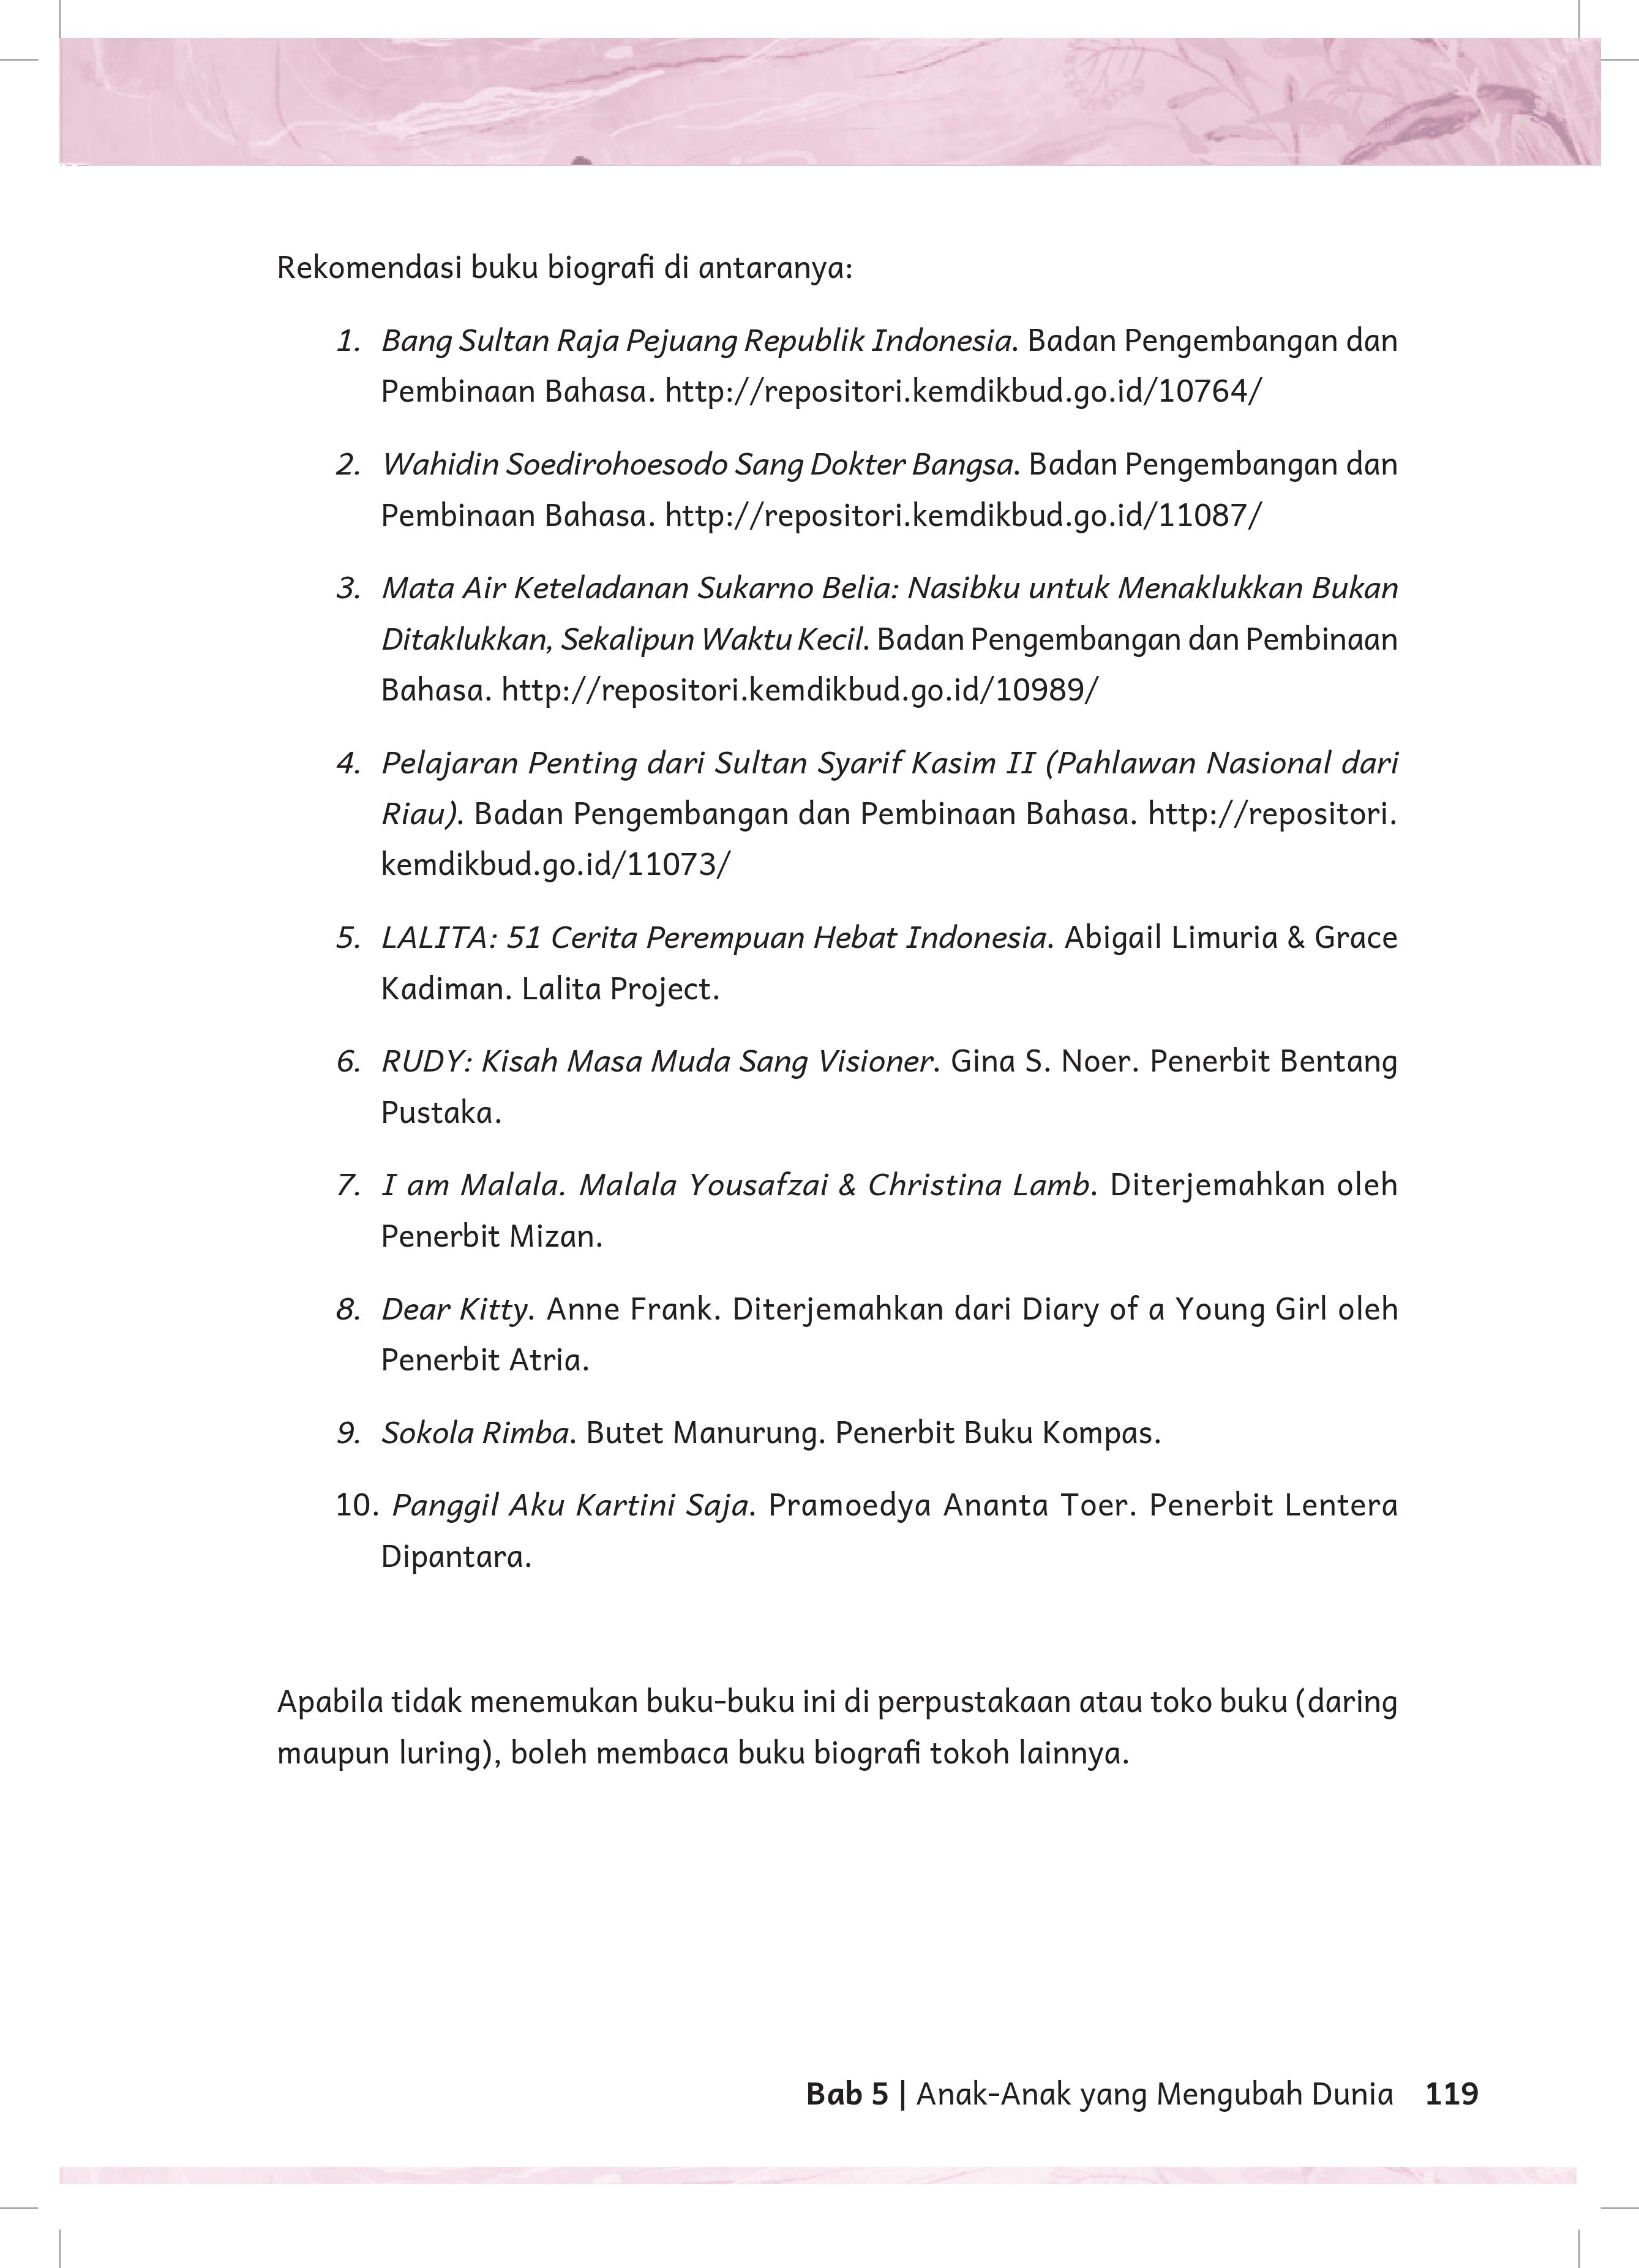 Rekomendasi buku biografi di antaranya:
1. Bang Sultan Raja Pejuang Republik Indonesia. Badan Pengembangan dan
Pembinaan Bahasa. http://repositori.kemdikbud.go.id/10764/
2. Wahidin Soedirohoesodo Sang Dokter Bangsa. Badan Pengembangan dan
Pembinaan Bahasa. http://repositori.kemdikbud.go.id/11087/
3. Mata Air Keteladanan Sukarno Belia: Nasibku untuk Menaklukkan Bukan
Ditaklukkan, Sekalipun Waktu Kecil. Badan Pengembangan dan Pembinaan
Bahasa. http://repositori.kemdikbud.go.id/10989/
4. Pelajaran Penting dari Sultan Syarif Kasim II (Pahlawan Nasional dari
Riau). Badan Pengembangan dan Pembinaan Bahasa. http://repositori.
kemdikbud.go.id/11073/
5. LALITA: 51 Cerita Perempuan Hebat Indonesia. Abigail Limuria & Grace
Kadiman. Lalita Project.
6. RUDY: Kisah Masa Muda Sang Visioner. Gina S. Noer. Penerbit Bentang
Pustaka.
7. I am Malala. Malala Yousafzai & Christina Lamb. Diterjemahkan oleh
Penerbit Mizan.
8. Dear Kitty. Anne Frank. Diterjemahkan dari Diary of a Young Girl oleh
Penerbit Atria.
9. Sokola Rimba. Butet Manurung. Penerbit Buku Kompas.
10. Panggil Aku Kartini Saja. Pramoedya Ananta Toer. Penerbit Lentera
Dipantara.
Apabila tidak menemukan buku-buku ini di perpustakaan atau toko buku (daring
maupun luring), boleh membaca buku biografi tokoh lainnya.
Bab 5 | Anak-Anak yang Mengubah Dunia 119